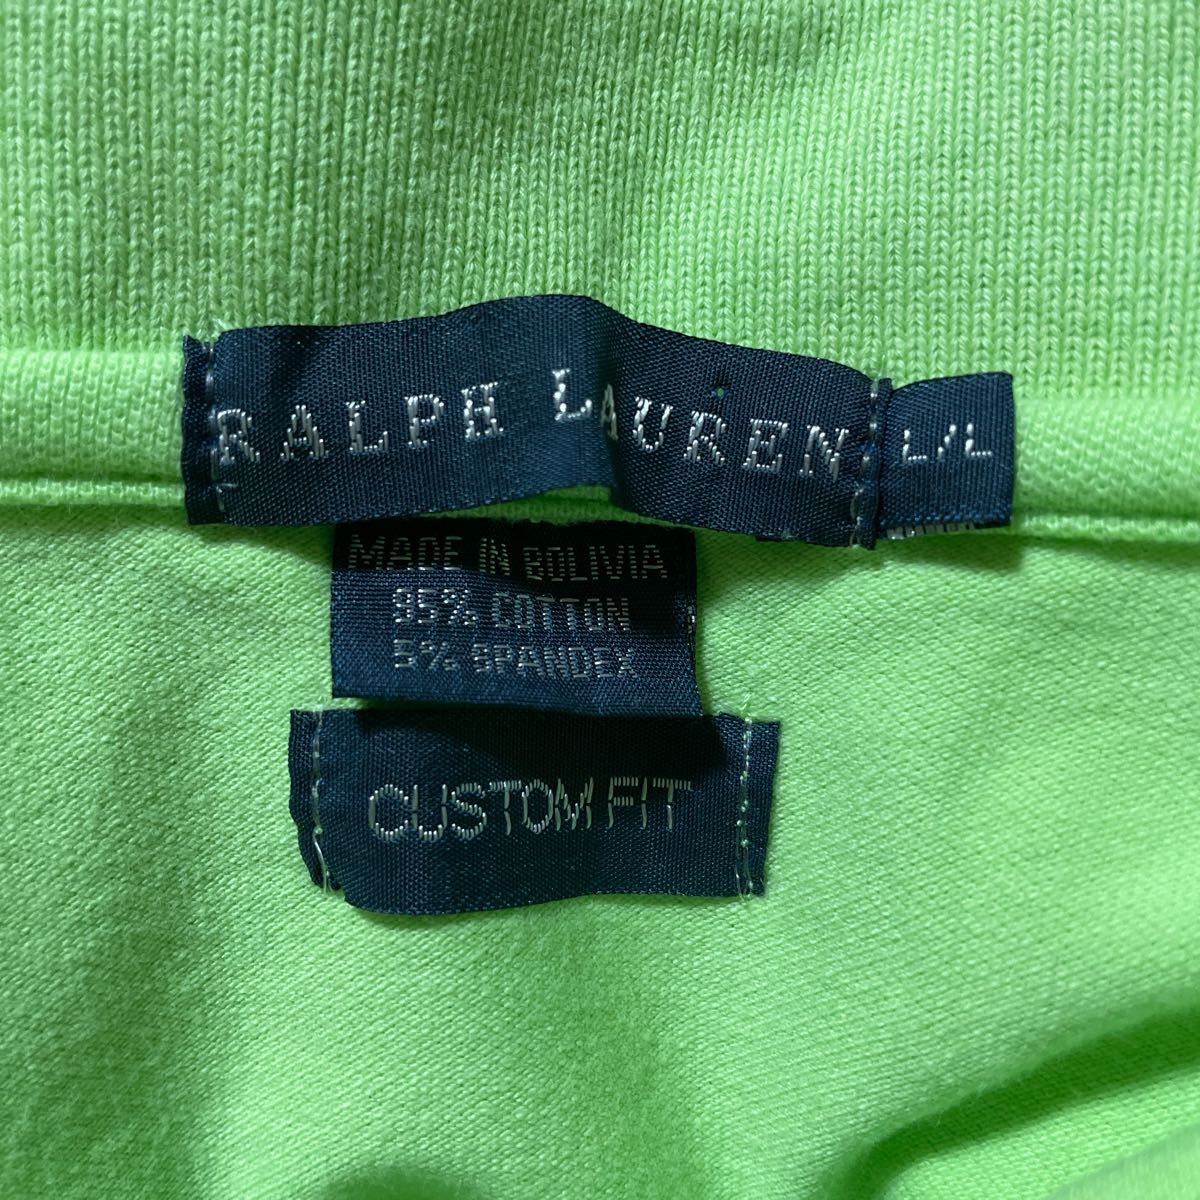 RALPH LAUREN
L/L
MADE IN BOLIVIA
95% COTTON
5% SPANDEX
CUSTOM FIT